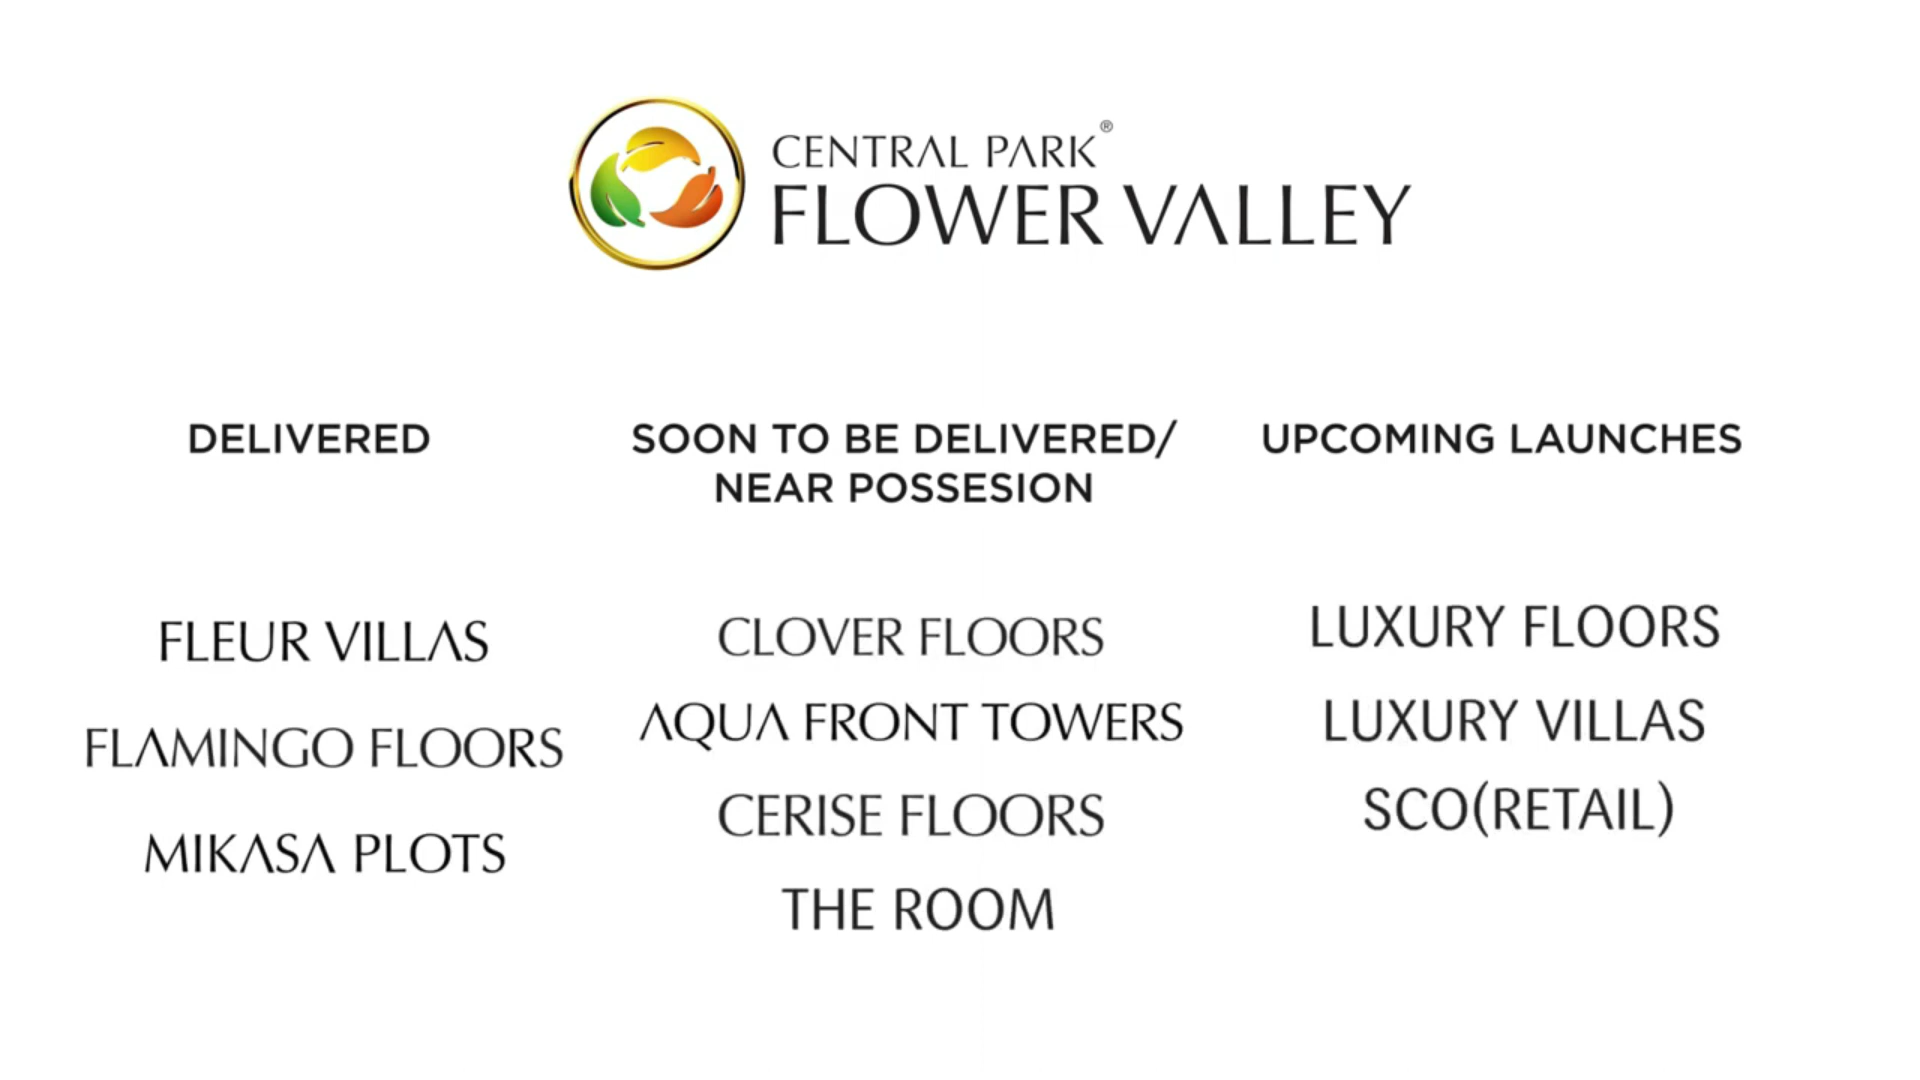 CENTRAL PARK®
FLOWER VALLEY
DELIVERED
FLEUR VILLAS
FLAMINGO FLOORS
MIKASA PLOTS
SOON TO BE DELIVERED/
NEAR POSSESION
CLOVER FLOORS
AQUA FRONT TOWERS
CERISE FLOORS
THE ROOM
UPCOMING LAUNCHES
LUXURY FLOORS
LUXURY VILLAS
SCO(RETAIL)